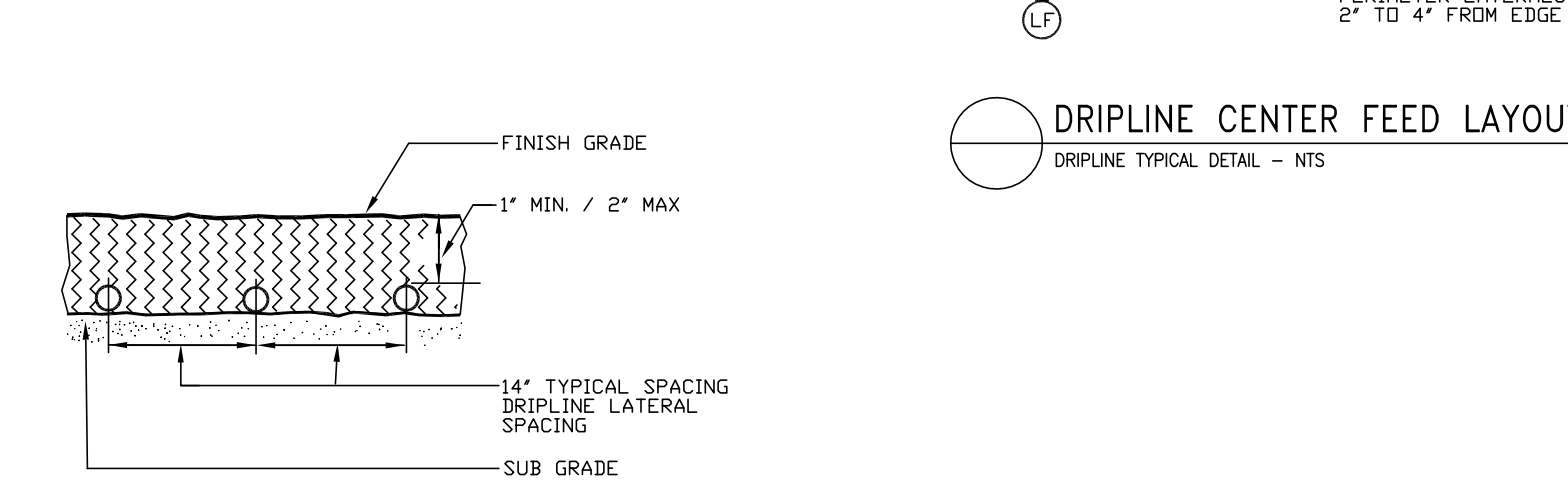 FINISH GRADE
1" MIN. / 2" MAX
14" TYPICAL SPACING
DRIPLINE LATERAL
SPACING
SUB GRADE
LF
2" TO 4" FROM EDGE
DRIPLINE CENTER FEED
DRIPLINE TYPICAL DETAIL - NTS